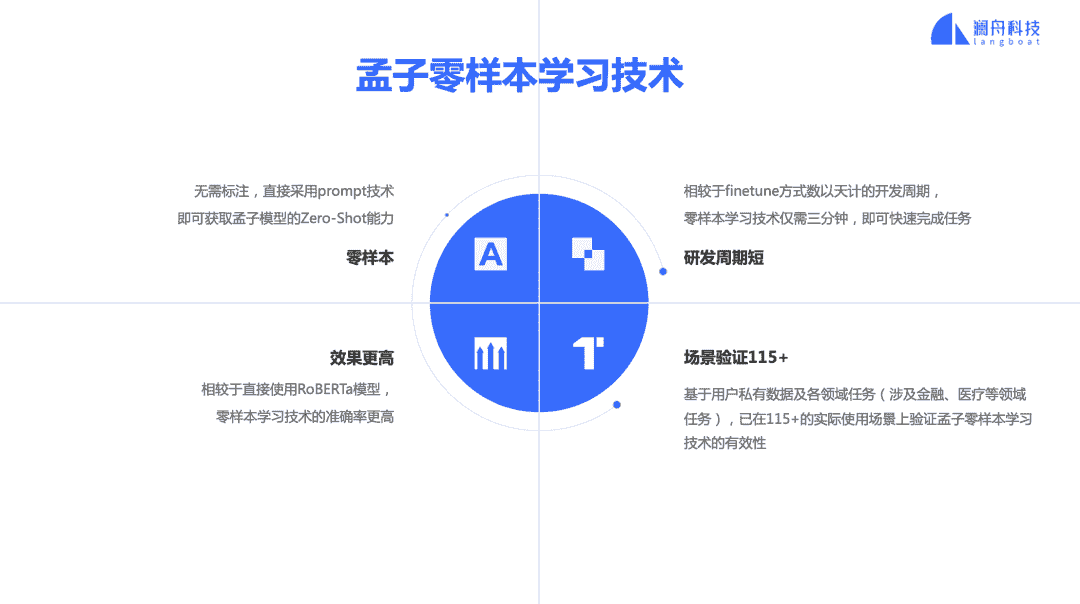 澜舟科技
langboat
孟子零样本学习技术
无需标注，直接采用prompt技术
即可获取孟子模型的Zero-Shot能力
零样本
相较于finetune方式数以天计的开发周期，
零样本学习技术仅需三分钟，即可快速完成任务
研发周期短
A
效果更高
相较于直接使用RoBERTa模型，
零样本学习技术的准确率更高
场景验证115+
基于用户私有数据及各领域任务（涉及金融、医疗等领域
任务），已在115+的实际使用场景上验证孟子零样本学习
技术的有效性